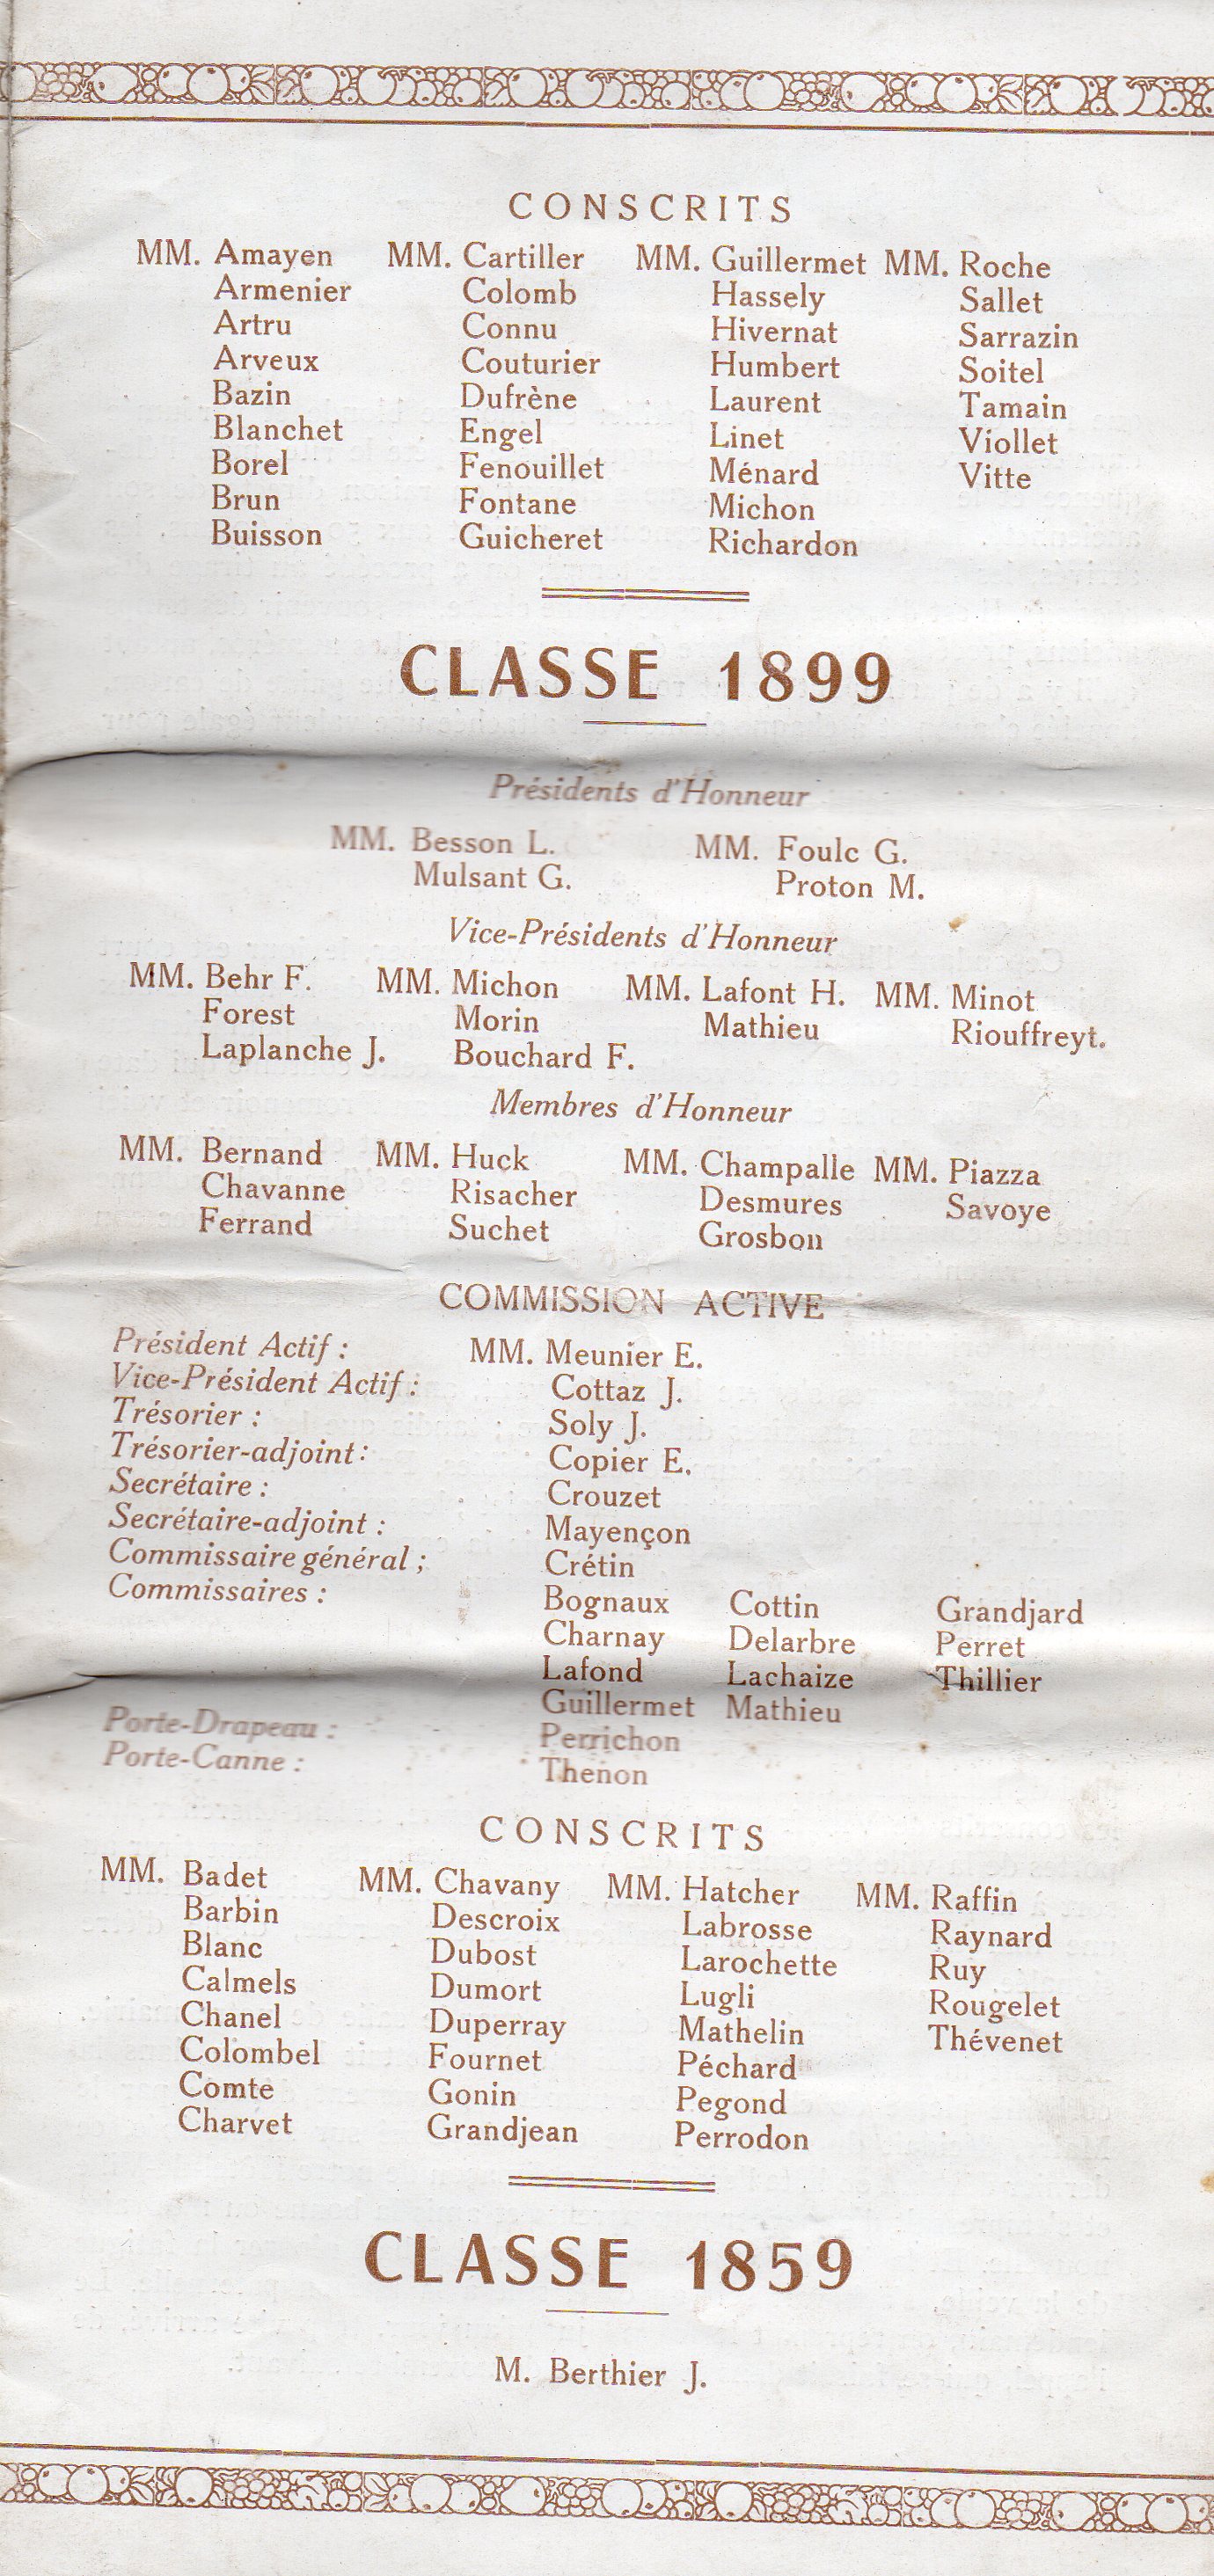 CONSCRITS
MM. Amayen MM. Cartiller MM. Guillermet MM. Roche
Armenier Colomb Hassely Sallet
Artru Connu Hivernat Sarrazin
Arveux Couturier Humbert Soitel
Bazin Dufrène Laurent Tamain
Blanchet Engel Linet Viollet
Borel Fenouillet Ménard Vitte
Brun Fontane Michon
Buisson Guicheret Richardon
CLASSE 1899
Présidents d'Honneur
MM. Besson L. MM. Foulc G.
Mulsant G. Proton M.
Vice-Présidents d'Honneur
MM. Behr F. MM. Michon MM. Lafont H. MM. Minot
Forest Morin Mathieu Riouffreyt.
Laplanche J. Bouchard F.
Membres d'Honneur
MM. Bernand MM. Huck MM. Champalle MM. Piazza
Chavanne Risacher Desmures Savoye
Ferrand Suchet Grosbon
COMMISSION ACTIVE
Président Actif : MM. Meunier E.
Vice-Président Actif : Cottaz J.
Trésorier : Soly J.
Trésorier-adjoint : Copier E.
Secrétaire : Crouzet
Secrétaire-adjoint : Mayençon
Commissaire général ; Crétin
Commissaires : Bognaux Cottin Grandjard
Charnay Delarbre Perret
Lafond Lachaize Thillier
Guillermet Mathieu
Porte-Drapeau : Perrichon
Porte-Canne : Thenon
CONSCRITS
MM. Badet MM. Chavany MM. Hatcher MM. Raffin
Barbin Descroix Labrosse Raynard
Blanc Dubost Larochette Ruy
Calmels Dumort Lugli Rougelet
Chanel Duperray Mathelin Thévenet
Colombel Fournet Péchard
Comte Gonin Pegond
Charvet Grandjean Perrodon
CLASSE 1859
M. Berthier J.